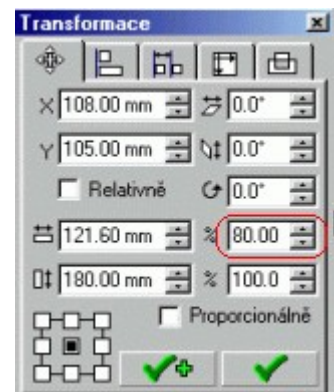 Transformace
X 108.00 mm 0.0°
Y 105.00 mm 0.0°
Relativně 0.0°
121.60 mm % 80.00
180.00 mm % 100.0
Proporcionálně